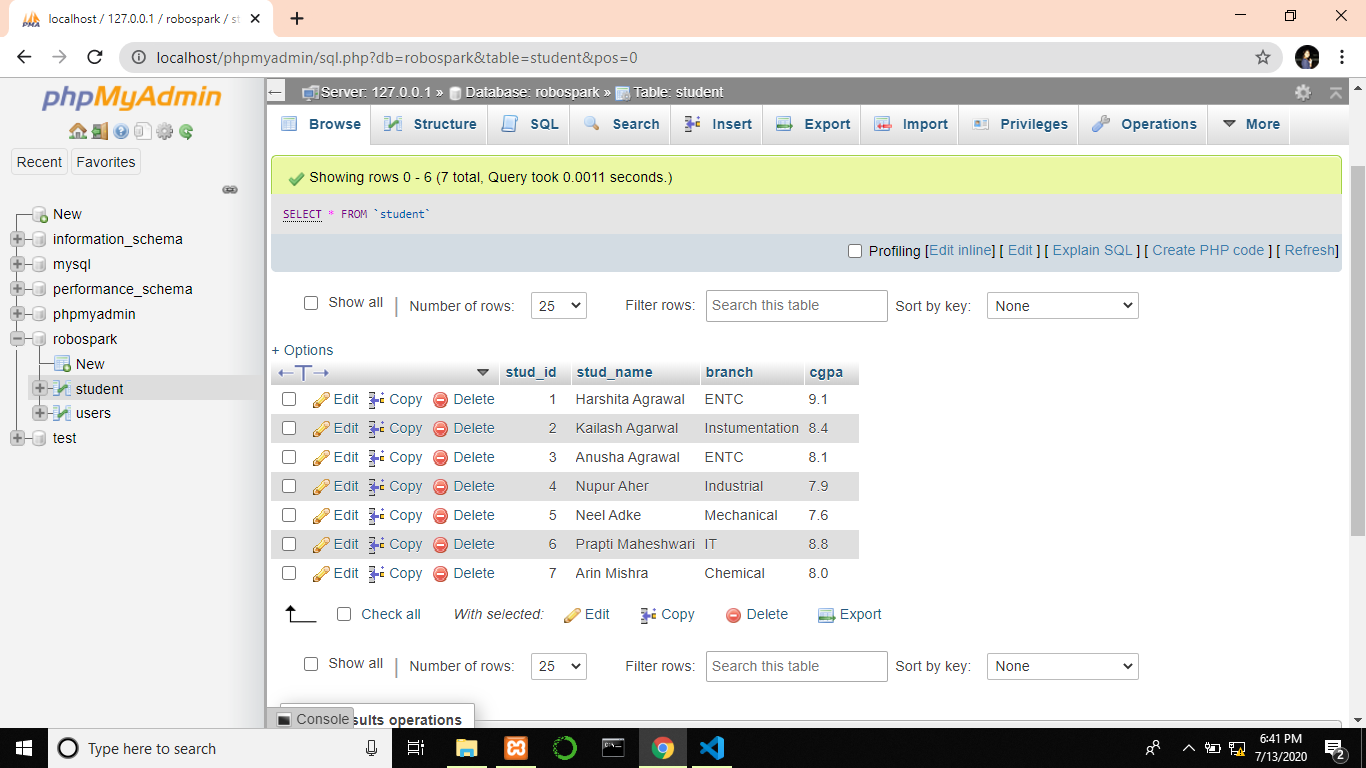 localhost / 127.0.0.1 / robospark / st
localhost/phpmyadmin/sql.php?db=robospark&table=student&pos=0
phpMyAdmin
Recent Favorites
New
information_schema
mysql
performance_schema
phpmyadmin
robospark
New
student
users
test
Server: 127.0.0.1 » Database: robospark » Table: student
Browse Structure SQL Search Insert Export Import Privileges Operations More
Showing rows 0 - 6 (7 total, Query took 0.0011 seconds.)
SELECT * FROM `student`
Profiling [Edit inline] [ Edit ] [ Explain SQL ] [ Create PHP code ] [ Refresh]
Show all | Number of rows: 25 Filter rows: Search this table Sort by key: None
+ Options
←T→ stud_id stud_name branch cgpa
Edit Copy Delete 1 Harshita Agrawal ENTC 9.1
Edit Copy Delete 2 Kailash Agarwal Instumentation 8.4
Edit Copy Delete 3 Anusha Agrawal ENTC 8.1
Edit Copy Delete 4 Nupur Aher Industrial 7.9
Edit Copy Delete 5 Neel Adke Mechanical 7.6
Edit Copy Delete 6 Prapti Maheshwari IT 8.8
Edit Copy Delete 7 Arin Mishra Chemical 8.0
Check all With selected: Edit Copy Delete Export
Show all | Number of rows: 25 Filter rows: Search this table Sort by key: None
Console sults operations
Type here to search
6:41 PM
7/13/2020
2